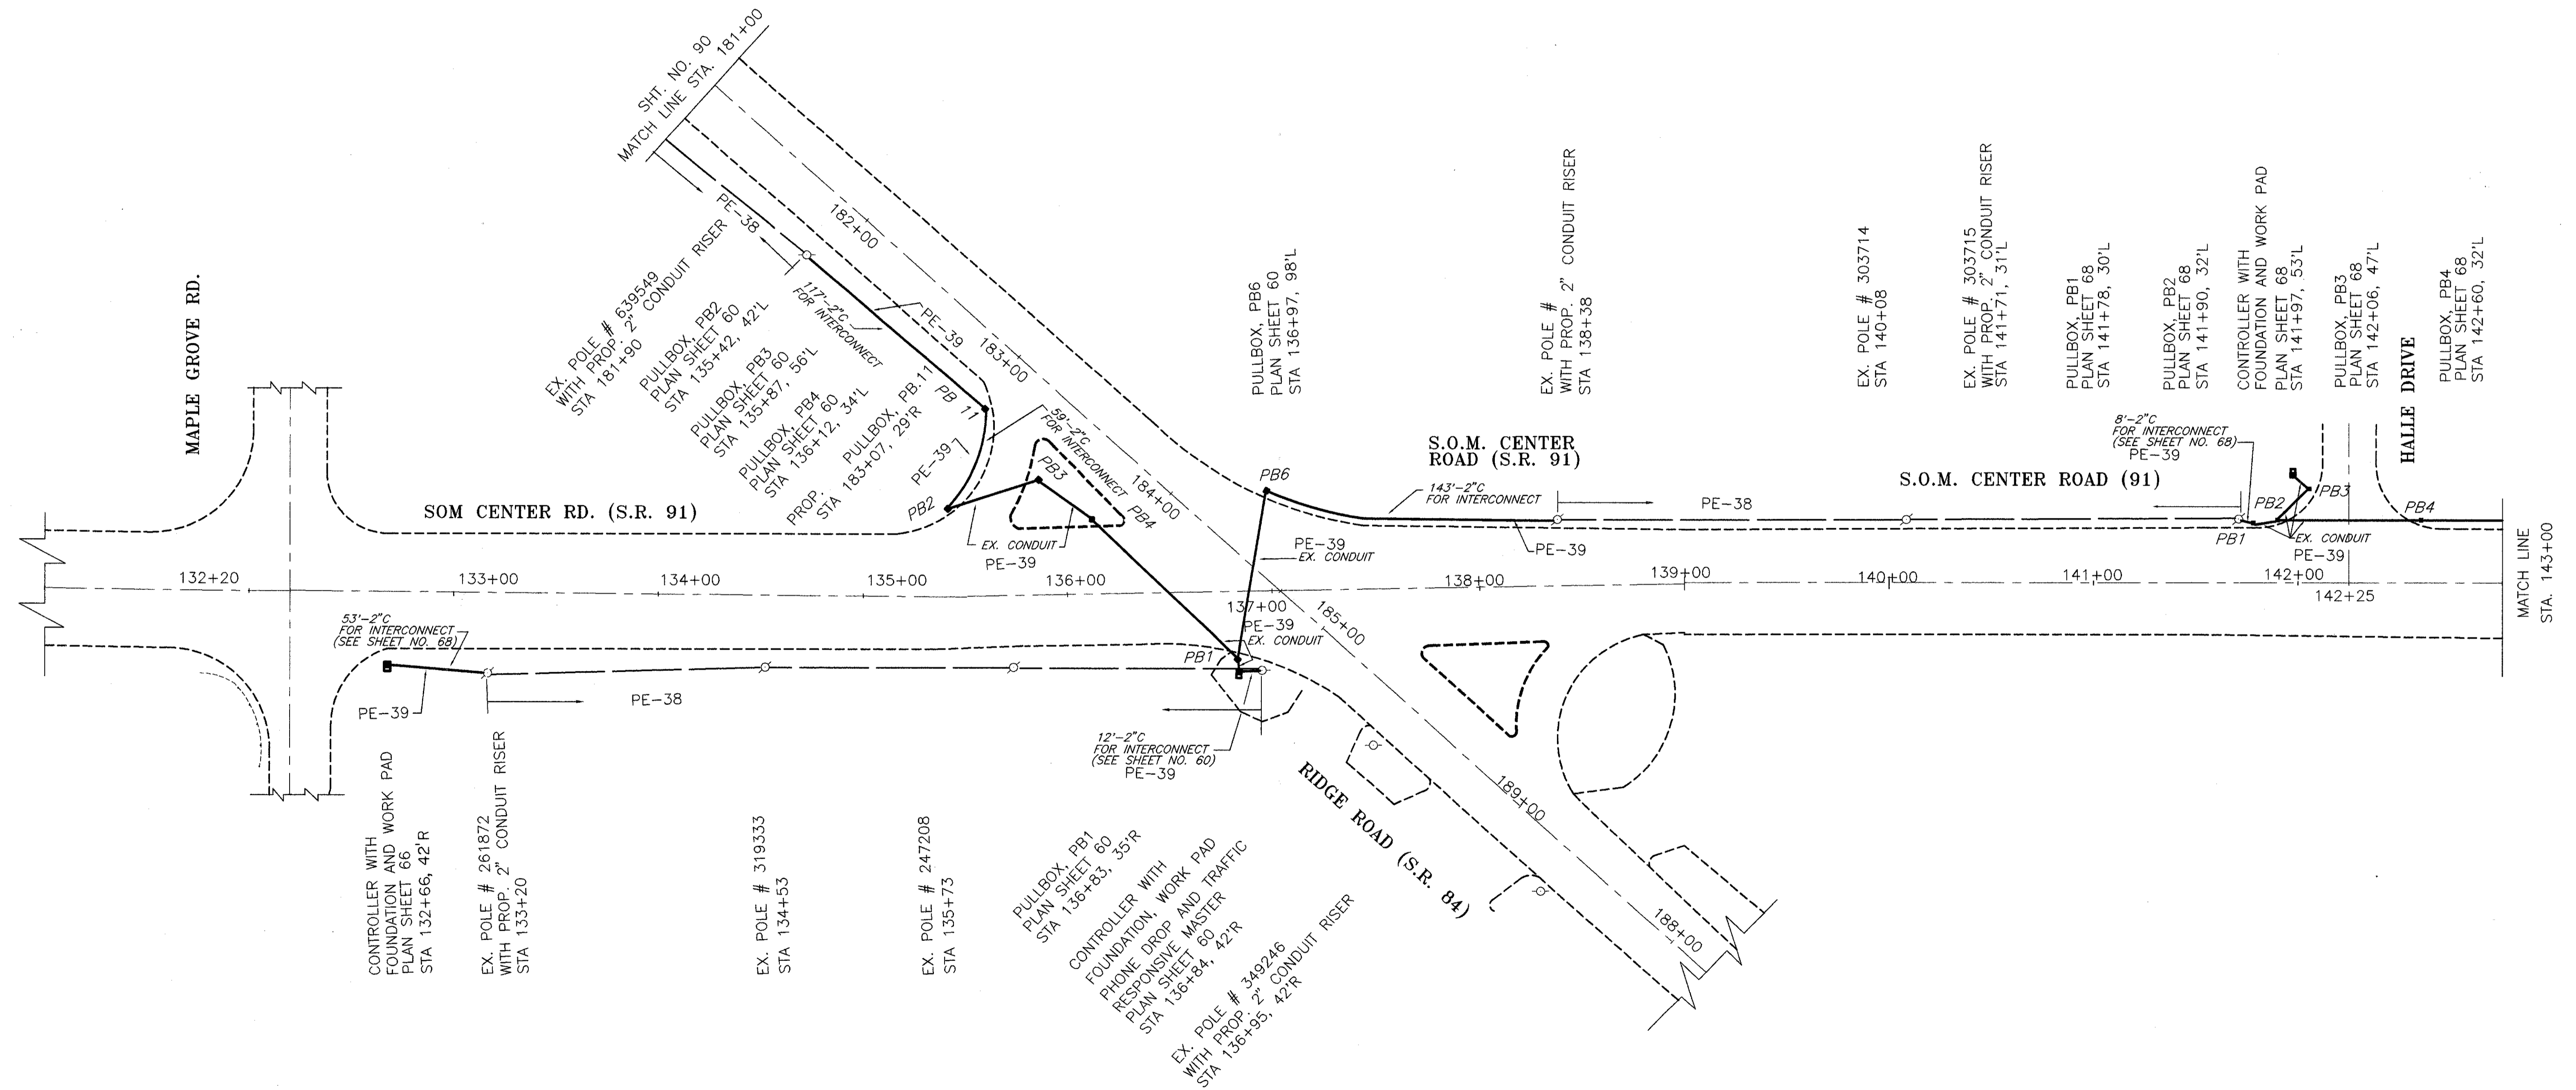 SHT. NO. 90
MATCH LINE STA. 181+00
PE-38
182+00
EX. POLE # 639549
WITH PROP. 2" CONDUIT RISER
STA 181+90
PULLBOX, PB2
PLAN SHEET 60
STA 135+42, 42'L
PULLBOX, PB3
PLAN SHEET 60
STA 135+87, 56'L
PULLBOX, PB4
PLAN SHEET 60
STA 136+12, 34'L
PROP. PULLBOX, PB.11
STA 183+07, 29'R
117'-2"C
FOR INTERCONNECT
PE-39
183+00
PB 11
59'-2"C
FOR INTERCONNECT
PE-39
PB2
PB3
PB4
184+00
EX. CONDUIT
PE-39
MAPLE GROVE RD.
SOM CENTER RD. (S.R. 91)
PULLBOX, PB6
PLAN SHEET 60
STA 136+97, 98'L
EX. POLE #
WITH PROP. 2" CONDUIT RISER
STA 138+38
EX. POLE # 303714
STA 140+08
EX. POLE # 303715
WITH PROP. 2" CONDUIT RISER
STA 141+71, 31'L
PULLBOX, PB1
PLAN SHEET 68
STA 141+78, 30'L
PULLBOX, PB2
PLAN SHEET 68
STA 141+90, 32'L
CONTROLLER WITH
FOUNDATION AND WORK PAD
PLAN SHEET 68
STA 141+97, 53'L
PULLBOX, PB3
PLAN SHEET 68
STA 142+06, 47'L
HALLE DRIVE
PULLBOX, PB4
PLAN SHEET 68
STA 142+60, 32'L
PB6
S.O.M. CENTER
ROAD (S.R. 91)
143'-2"C
FOR INTERCONNECT
PE-38
S.O.M. CENTER ROAD (91)
8'-2"C
FOR INTERCONNECT
(SEE SHEET NO. 68)
PE-39
PB2
PB3
PB4
PB1
EX. CONDUIT
PE-39
PE-39
EX. CONDUIT
PE-39
132+20
133+00
134+00
135+00
136+00
137+00
138+00
139+00
140+00
141+00
142+00
142+25
MATCH LINE
STA. 143+00
PE-39
EX. CONDUIT
185+00
PB1
53'-2"C
FOR INTERCONNECT
(SEE SHEET NO. 68)
PE-39
PE-38
12'-2"C
FOR INTERCONNECT
(SEE SHEET NO. 60)
PE-39
RIDGE ROAD (S.R. 84)
189+00
188+00
CONTROLLER WITH
FOUNDATION AND WORK PAD
PLAN SHEET 66
STA 132+66, 42'R
EX. POLE # 261872
WITH PROP. 2" CONDUIT RISER
STA 133+20
EX. POLE # 319333
STA 134+53
EX. POLE # 247208
STA 135+73
PULLBOX, PB1
PLAN SHEET 60
STA 136+83, 35'R
CONTROLLER WITH
FOUNDATION, WORK PAD
PHONE DROP AND TRAFFIC
RESPONSIVE MASTER
PLAN SHEET 60
STA 136+84, 42'R
EX. POLE # 349246
WITH PROP. 2" CONDUIT RISER
STA 136+95, 42'R